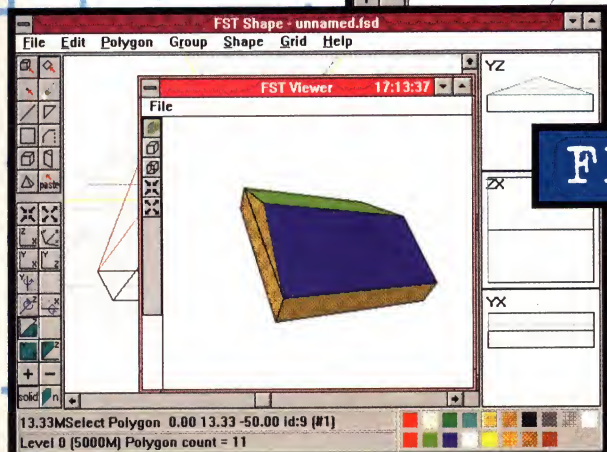 FST Shape - unnamed.fsd
File Edit Polygon Group Shape Grid Help
FST Viewer 17:13:37
File
YZ
ZX
YX
paste
solid
13.33MSelect Polygon 0.00 13.33 -50.00 id:9 (#1)
Level 0 (5000M) Polygon count = 11